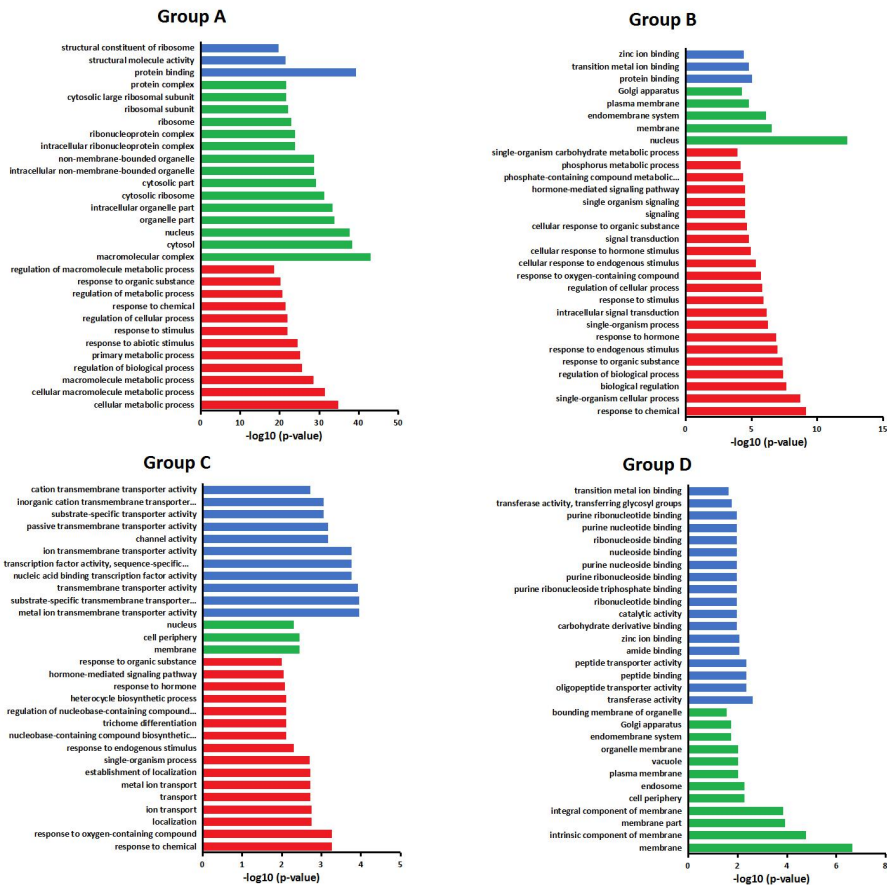 Group A
structural constituent of ribosome
structural molecule activity
protein binding
protein complex
cytosolic large ribosomal subunit
ribosomal subunit
ribosome
ribonucleoprotein complex
intracellular ribonucleoprotein complex
non-membrane-bounded organelle
intracellular non-membrane-bounded organelle
cytosolic part
cytosolic ribosome
intracellular organelle part
organelle part
nucleus
cytosol
macromolecular complex
regulation of macromolecule metabolic process
response to organic substance
regulation of metabolic process
response to chemical
regulation of cellular process
response to stimulus
response to abiotic stimulus
primary metabolic process
regulation of biological process
macromolecule metabolic process
cellular macromolecule metabolic process
cellular metabolic process
0 10 20 30 40 50
-log10 (p-value)
Group B
zinc ion binding
transition metal ion binding
protein binding
Golgi apparatus
plasma membrane
endomembrane system
membrane
nucleus
single-organism carbohydrate metabolic process
phosphorus metabolic process
phosphate-containing compound metabolic...
hormone-mediated signaling pathway
single organism signaling
signaling
cellular response to organic substance
signal transduction
cellular response to hormone stimulus
cellular response to endogenous stimulus
response to oxygen-containing compound
regulation of cellular process
response to stimulus
intracellular signal transduction
single-organism process
response to hormone
response to endogenous stimulus
response to organic substance
regulation of biological process
biological regulation
single-organism cellular process
response to chemical
0 5 10 15
-log10 (p-value)
Group C
cation transmembrane transporter activity
inorganic cation transmembrane transporter...
substrate-specific transporter activity
passive transmembrane transporter activity
channel activity
ion transmembrane transporter activity
transcription factor activity, sequence-specific...
nucleic acid binding transcription factor activity
transmembrane transporter activity
substrate-specific transmembrane transporter...
metal ion transmembrane transporter activity
nucleus
cell periphery
membrane
response to organic substance
hormone-mediated signaling pathway
response to hormone
heterocycle biosynthetic process
regulation of nucleobase-containing compound...
trichome differentiation
nucleobase-containing compound biosynthetic...
response to endogenous stimulus
single-organism process
establishment of localization
metal ion transport
transport
ion transport
localization
response to oxygen-containing compound
response to chemical
0 1 2 3 4 5
-log10 (p-value)
Group D
transition metal ion binding
transferase activity, transferring glycosyl groups
purine ribonucleotide binding
purine nucleotide binding
ribonucleoside binding
nucleoside binding
purine nucleoside binding
purine ribonucleoside binding
purine ribonucleoside triphosphate binding
ribonucleotide binding
catalytic activity
carbohydrate derivative binding
zinc ion binding
amide binding
peptide transporter activity
peptide binding
oligopeptide transporter activity
transferase activity
bounding membrane of organelle
Golgi apparatus
endomembrane system
organelle membrane
vacuole
plasma membrane
endosome
cell periphery
integral component of membrane
membrane part
intrinsic component of membrane
membrane
0 2 4 6 8
-log10 (p-value)